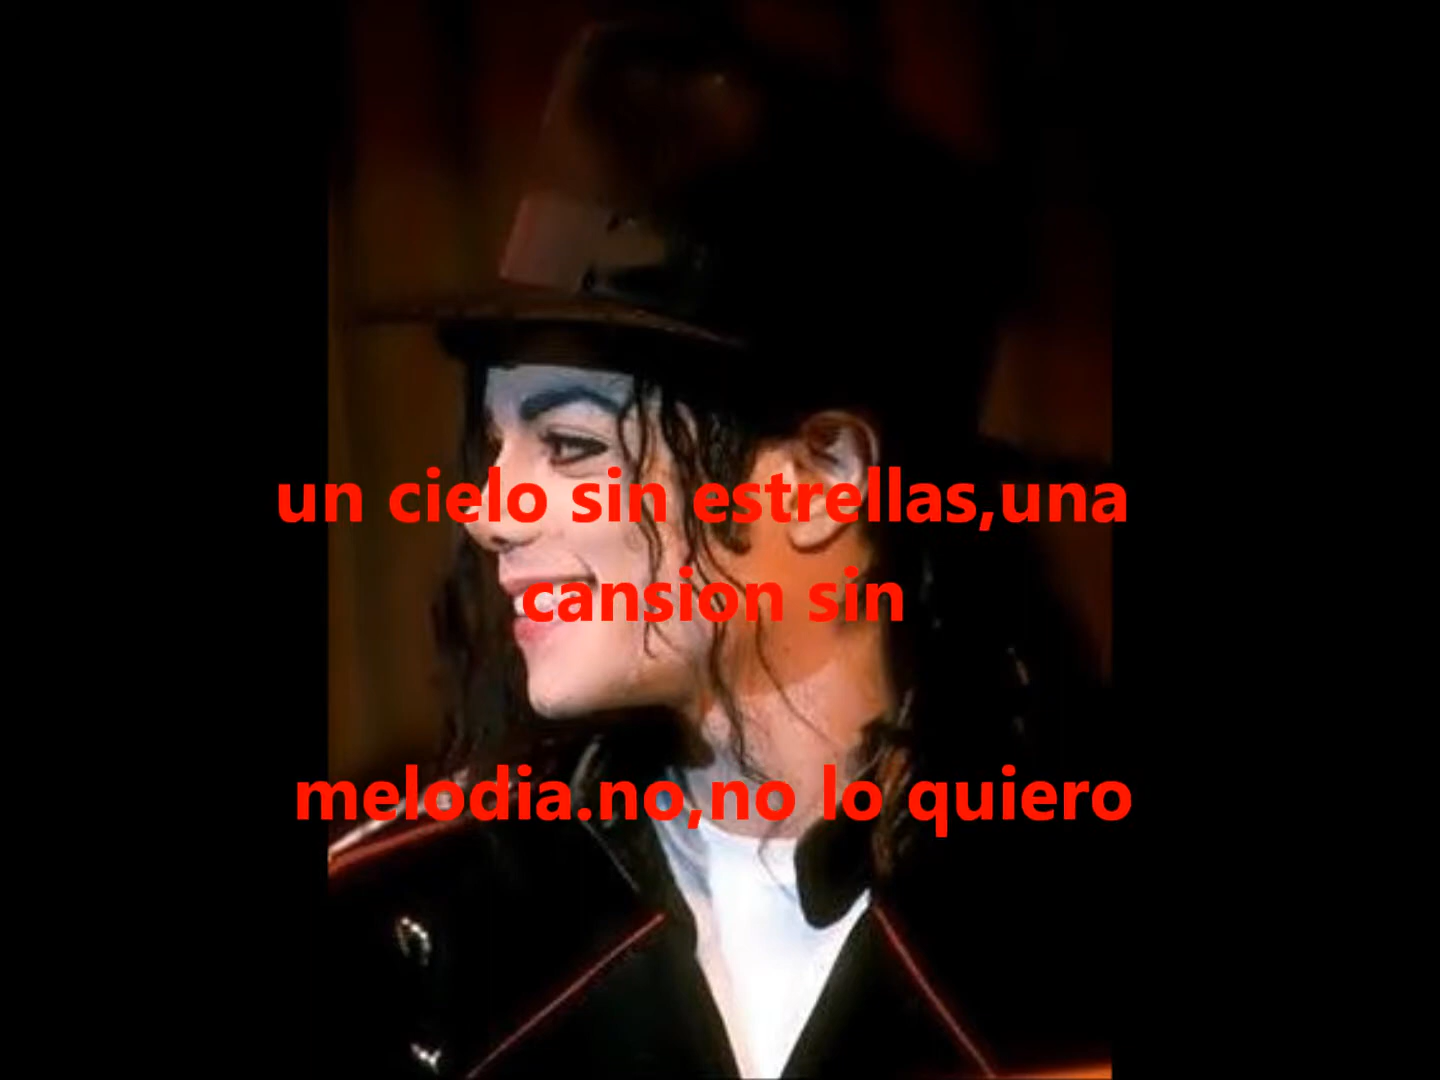 un cielo sin estrellas,una
cansion sin
melodia.no,no lo quiero